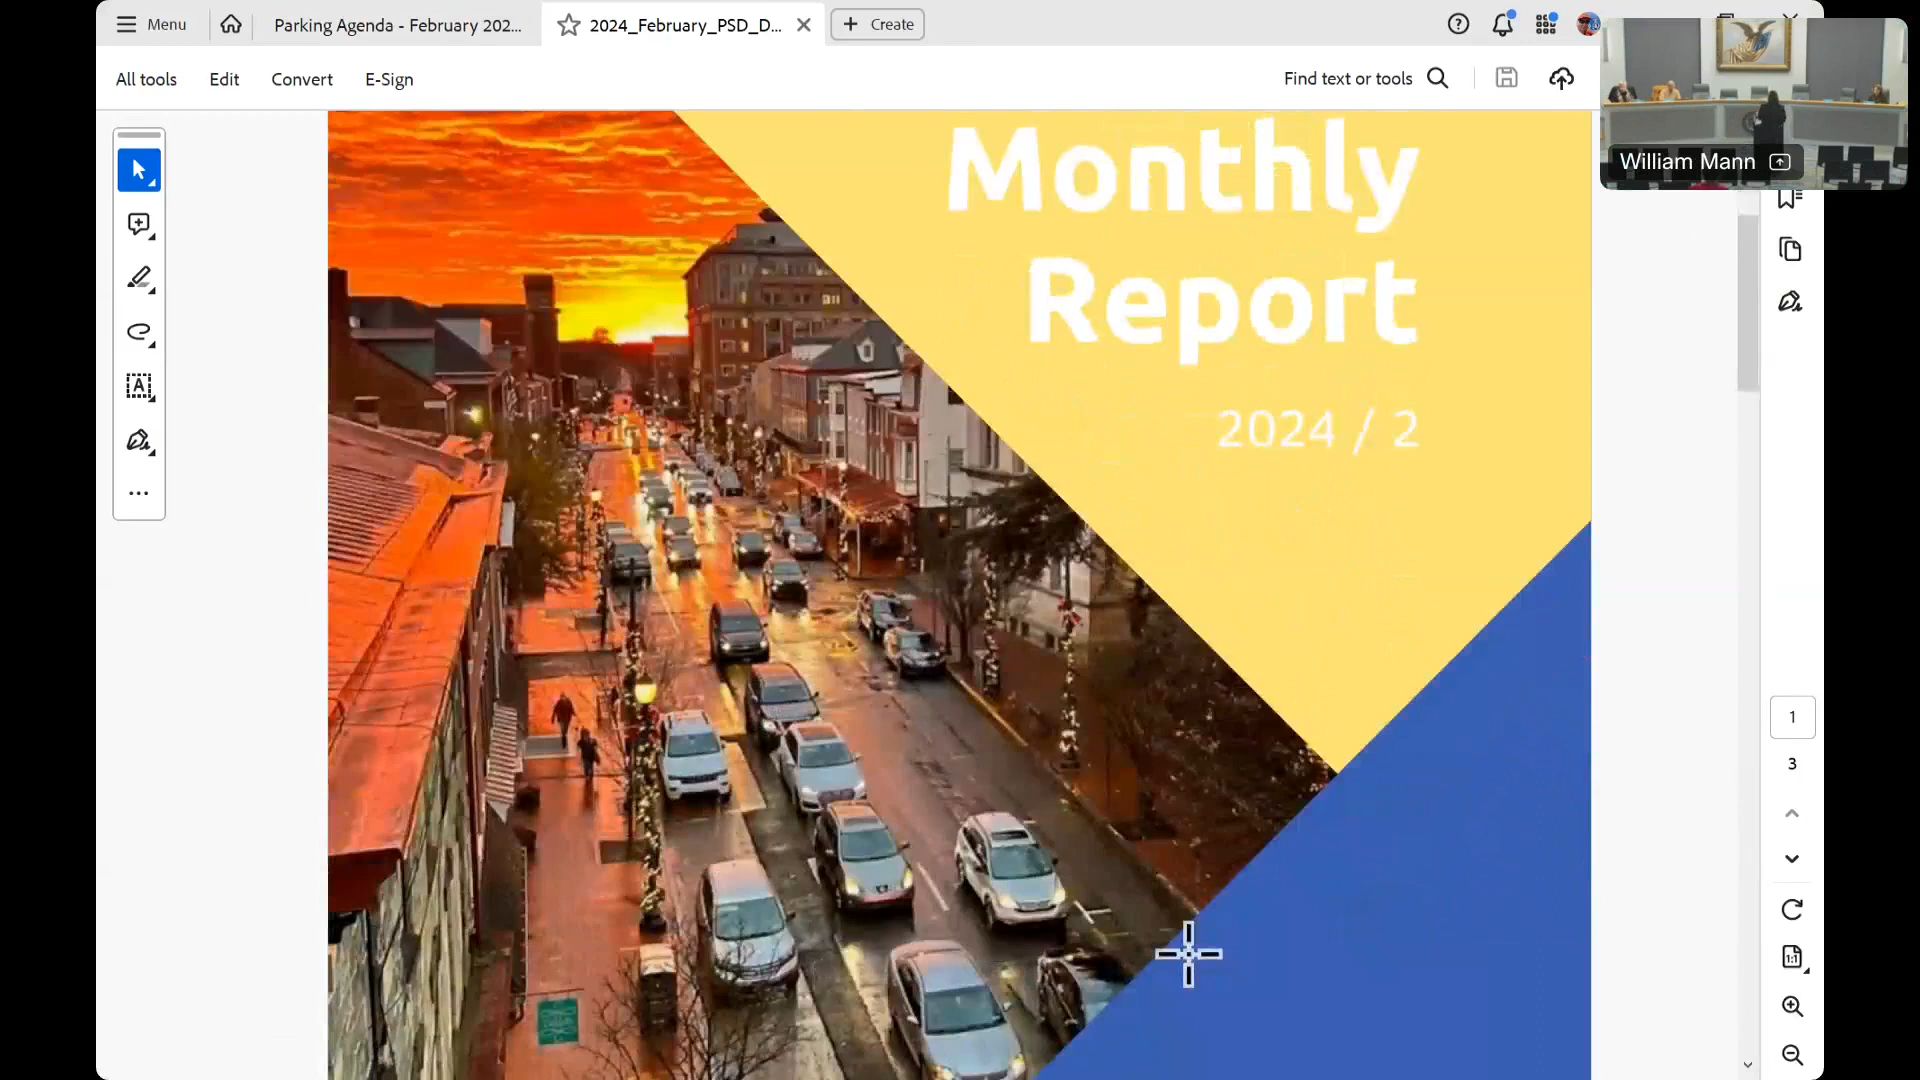 Menu
Parking Agenda - February 202...
2024_February_PSD_D...
Create
All tools
Edit
Convert
E-Sign
Find text or tools
William Mann
Monthly
Report
2024 / 2
1
3